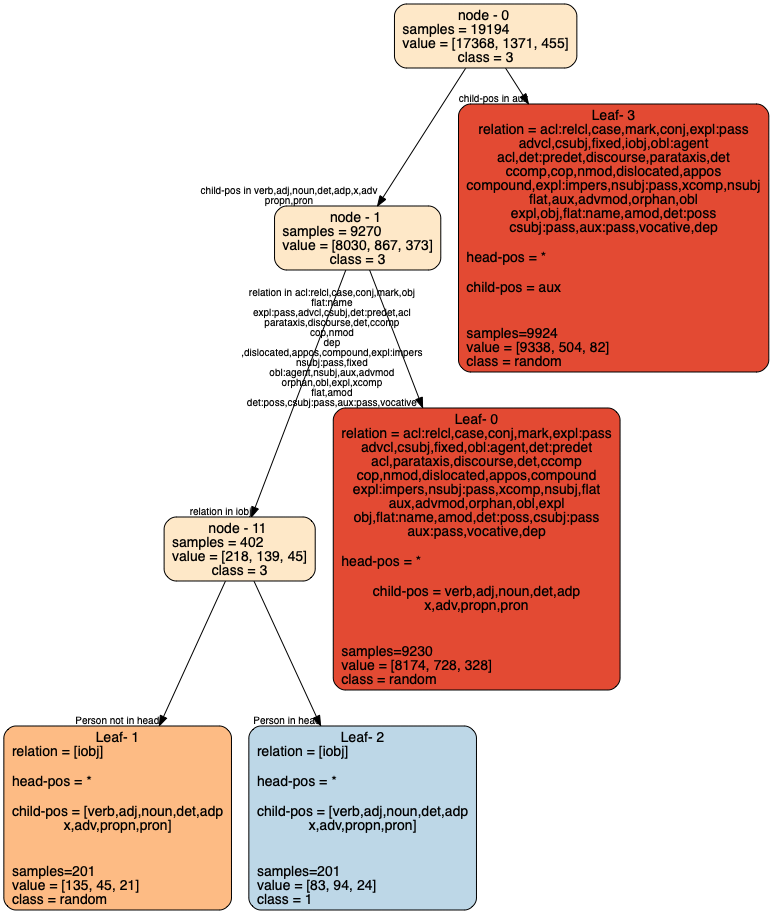 node - 0
samples = 19194
value = [17368, 1371, 455]
class = 3
child-pos in aux
Leaf- 3
relation = acl:relcl,case,mark,conj,expl:pass
advcl,csubj,fixed,iobj,obl:agent
acl,det:predet,discourse,parataxis,det
ccomp,cop,nmod,dislocated,appos
compound,expl:impers,nsubj:pass,xcomp,nsubj
flat,aux,advmod,orphan,obl
expl,obj,flat:name,amod,det:poss
csubj:pass,aux:pass,vocative,dep
head-pos = *
child-pos = aux
samples=9924
value = [9338, 504, 82]
class = random
child-pos in verb,adj,noun,det,adp,x,adv
propn,pron
node - 1
samples = 9270
value = [8030, 867, 373]
class = 3
relation in acl:relcl,case,conj,mark,obj
flat:name
expl:pass,advcl,csubj,det:predet,acl
parataxis,discourse,det,ccomp
cop,nmod
dep
,dislocated,appos,compound,expl:impers
nsubj:pass,fixed
obl:agent,nsubj,aux,advmod
orphan,obl,expl,xcomp
flat,amod
det:poss,csubj:pass,aux:pass,vocative
Leaf- 0
relation = acl:relcl,case,conj,mark,expl:pass
advcl,csubj,fixed,obl:agent,det:predet
acl,parataxis,discourse,det,ccomp
cop,nmod,dislocated,appos,compound
expl:impers,nsubj:pass,xcomp,nsubj,flat
aux,advmod,orphan,obl,expl
obj,flat:name,amod,det:poss,csubj:pass
aux:pass,vocative,dep
head-pos = *
child-pos = verb,adj,noun,det,adp
x,adv,propn,pron
samples=9230
value = [8174, 728, 328]
class = random
relation in iobj
node - 11
samples = 402
value = [218, 139, 45]
class = 3
Person not in head
Leaf- 1
relation = [iobj]
head-pos = *
child-pos = [verb,adj,noun,det,adp
x,adv,propn,pron]
samples=201
value = [135, 45, 21]
class = random
Person in head
Leaf- 2
relation = [iobj]
head-pos = *
child-pos = [verb,adj,noun,det,adp
x,adv,propn,pron]
samples=201
value = [83, 94, 24]
class = 1